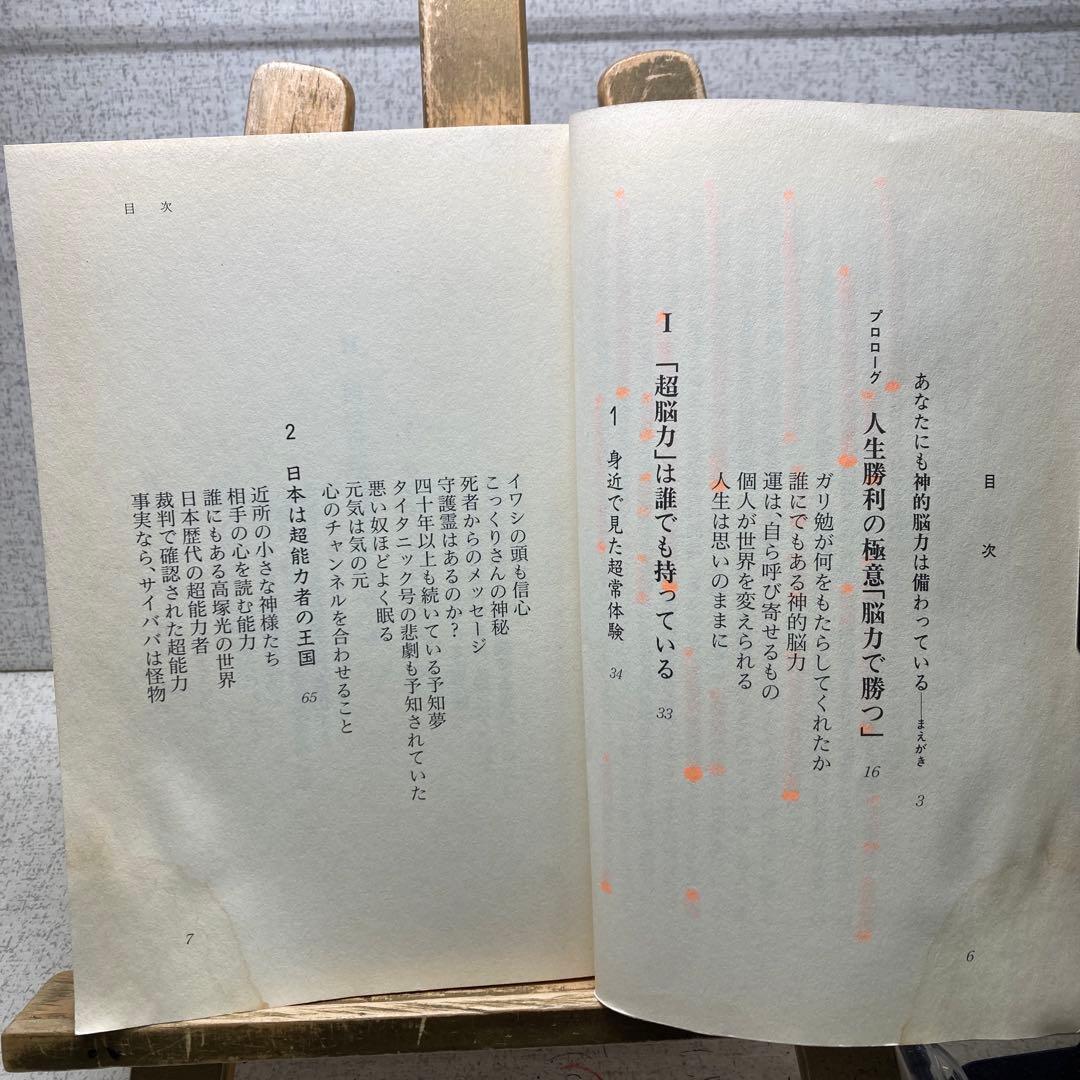 目次
あなたにも神的脳力は備わっている――まえがき 3
プロローグ 人生勝利の極意「脳力で勝つ」 16
ガリ勉が何をもたらしてくれたか
誰にでもある神的脳力
運は、自ら呼び寄せるもの
個人が世界を変えられる
人生は思いのままに
I 「超脳力」は誰でも持っている 33
1 身近で見た超常体験 34
6
目次
イワシの頭も信心
こっくりさんの神秘
死者からのメッセージ
守護霊はあるのか?
四十年以上も続いている予知夢
タイタニック号の悲劇も予知されていた
悪い奴ほどよく眠る
元気は気の元
心のチャンネルを合わせること
2 日本は超能力者の王国 65
近所の小さな神様たち
相手の心を読む能力
誰にもある高塚光の世界
日本歴代の超能力者
裁判で確認された超能力
事実なら、サイババは怪物
7